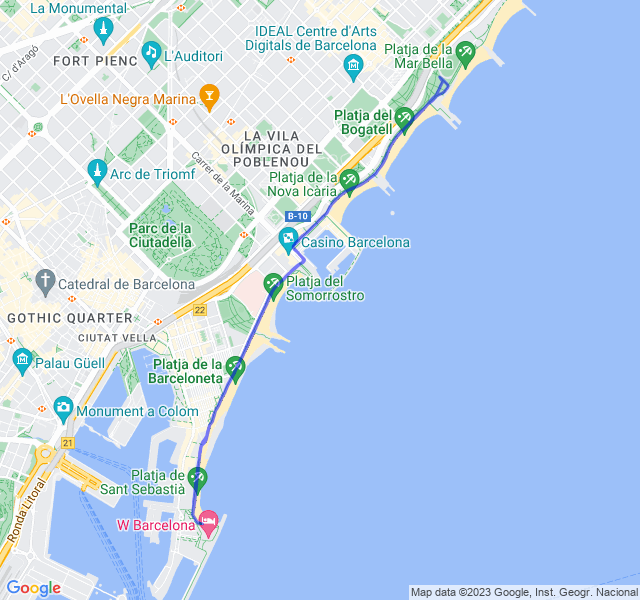 La Monumental
C/ d'Aragó
FORT PIENC
L'Auditori
IDEAL Centre d'Arts
Digitals de Barcelona
Platja de la
Mar Bella
L'Ovella Negra Marina
Platja del
Bogatell
LA VILA
OLÍMPICA DEL
POBLENOU
Carrer de la Marina
Arc de Triomf
Platja de la
Nova Icària
B-10
Parc de la
Ciutadella
Casino Barcelona
Catedral de Barcelona
Platja del
Somorrostro
GOTHIC QUARTER
22
CIUTAT VELLA
Palau Güell
Platja de la
Barceloneta
Monument a Colom
21
Ronda Litoral
Platja de
Sant Sebastià
W Barcelona
Google
Map data ©2023 Google, Inst. Geogr. Nacional